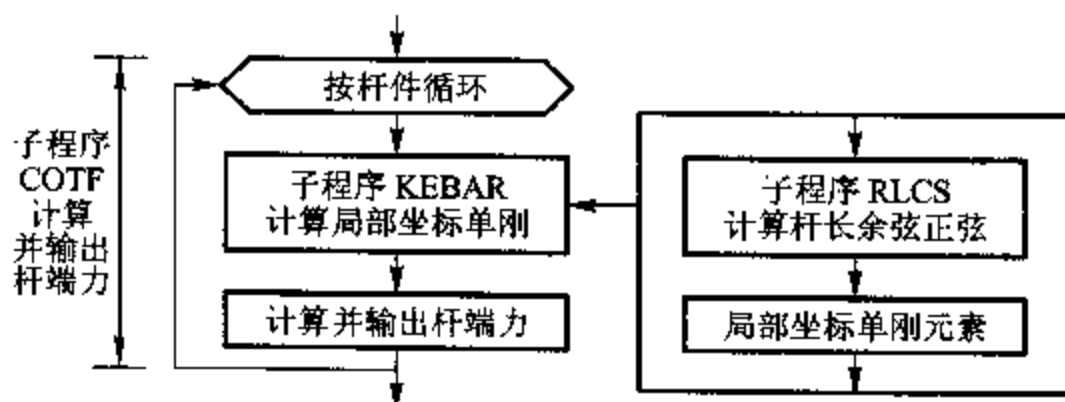 按杆件循环
子程序
COTF
计算
并输出
杆端力
子程序 KEBAR
计算局部坐标单刚
计算并输出杆端力
子程序 RLCS
计算杆长余弦正弦
局部坐标单刚元素